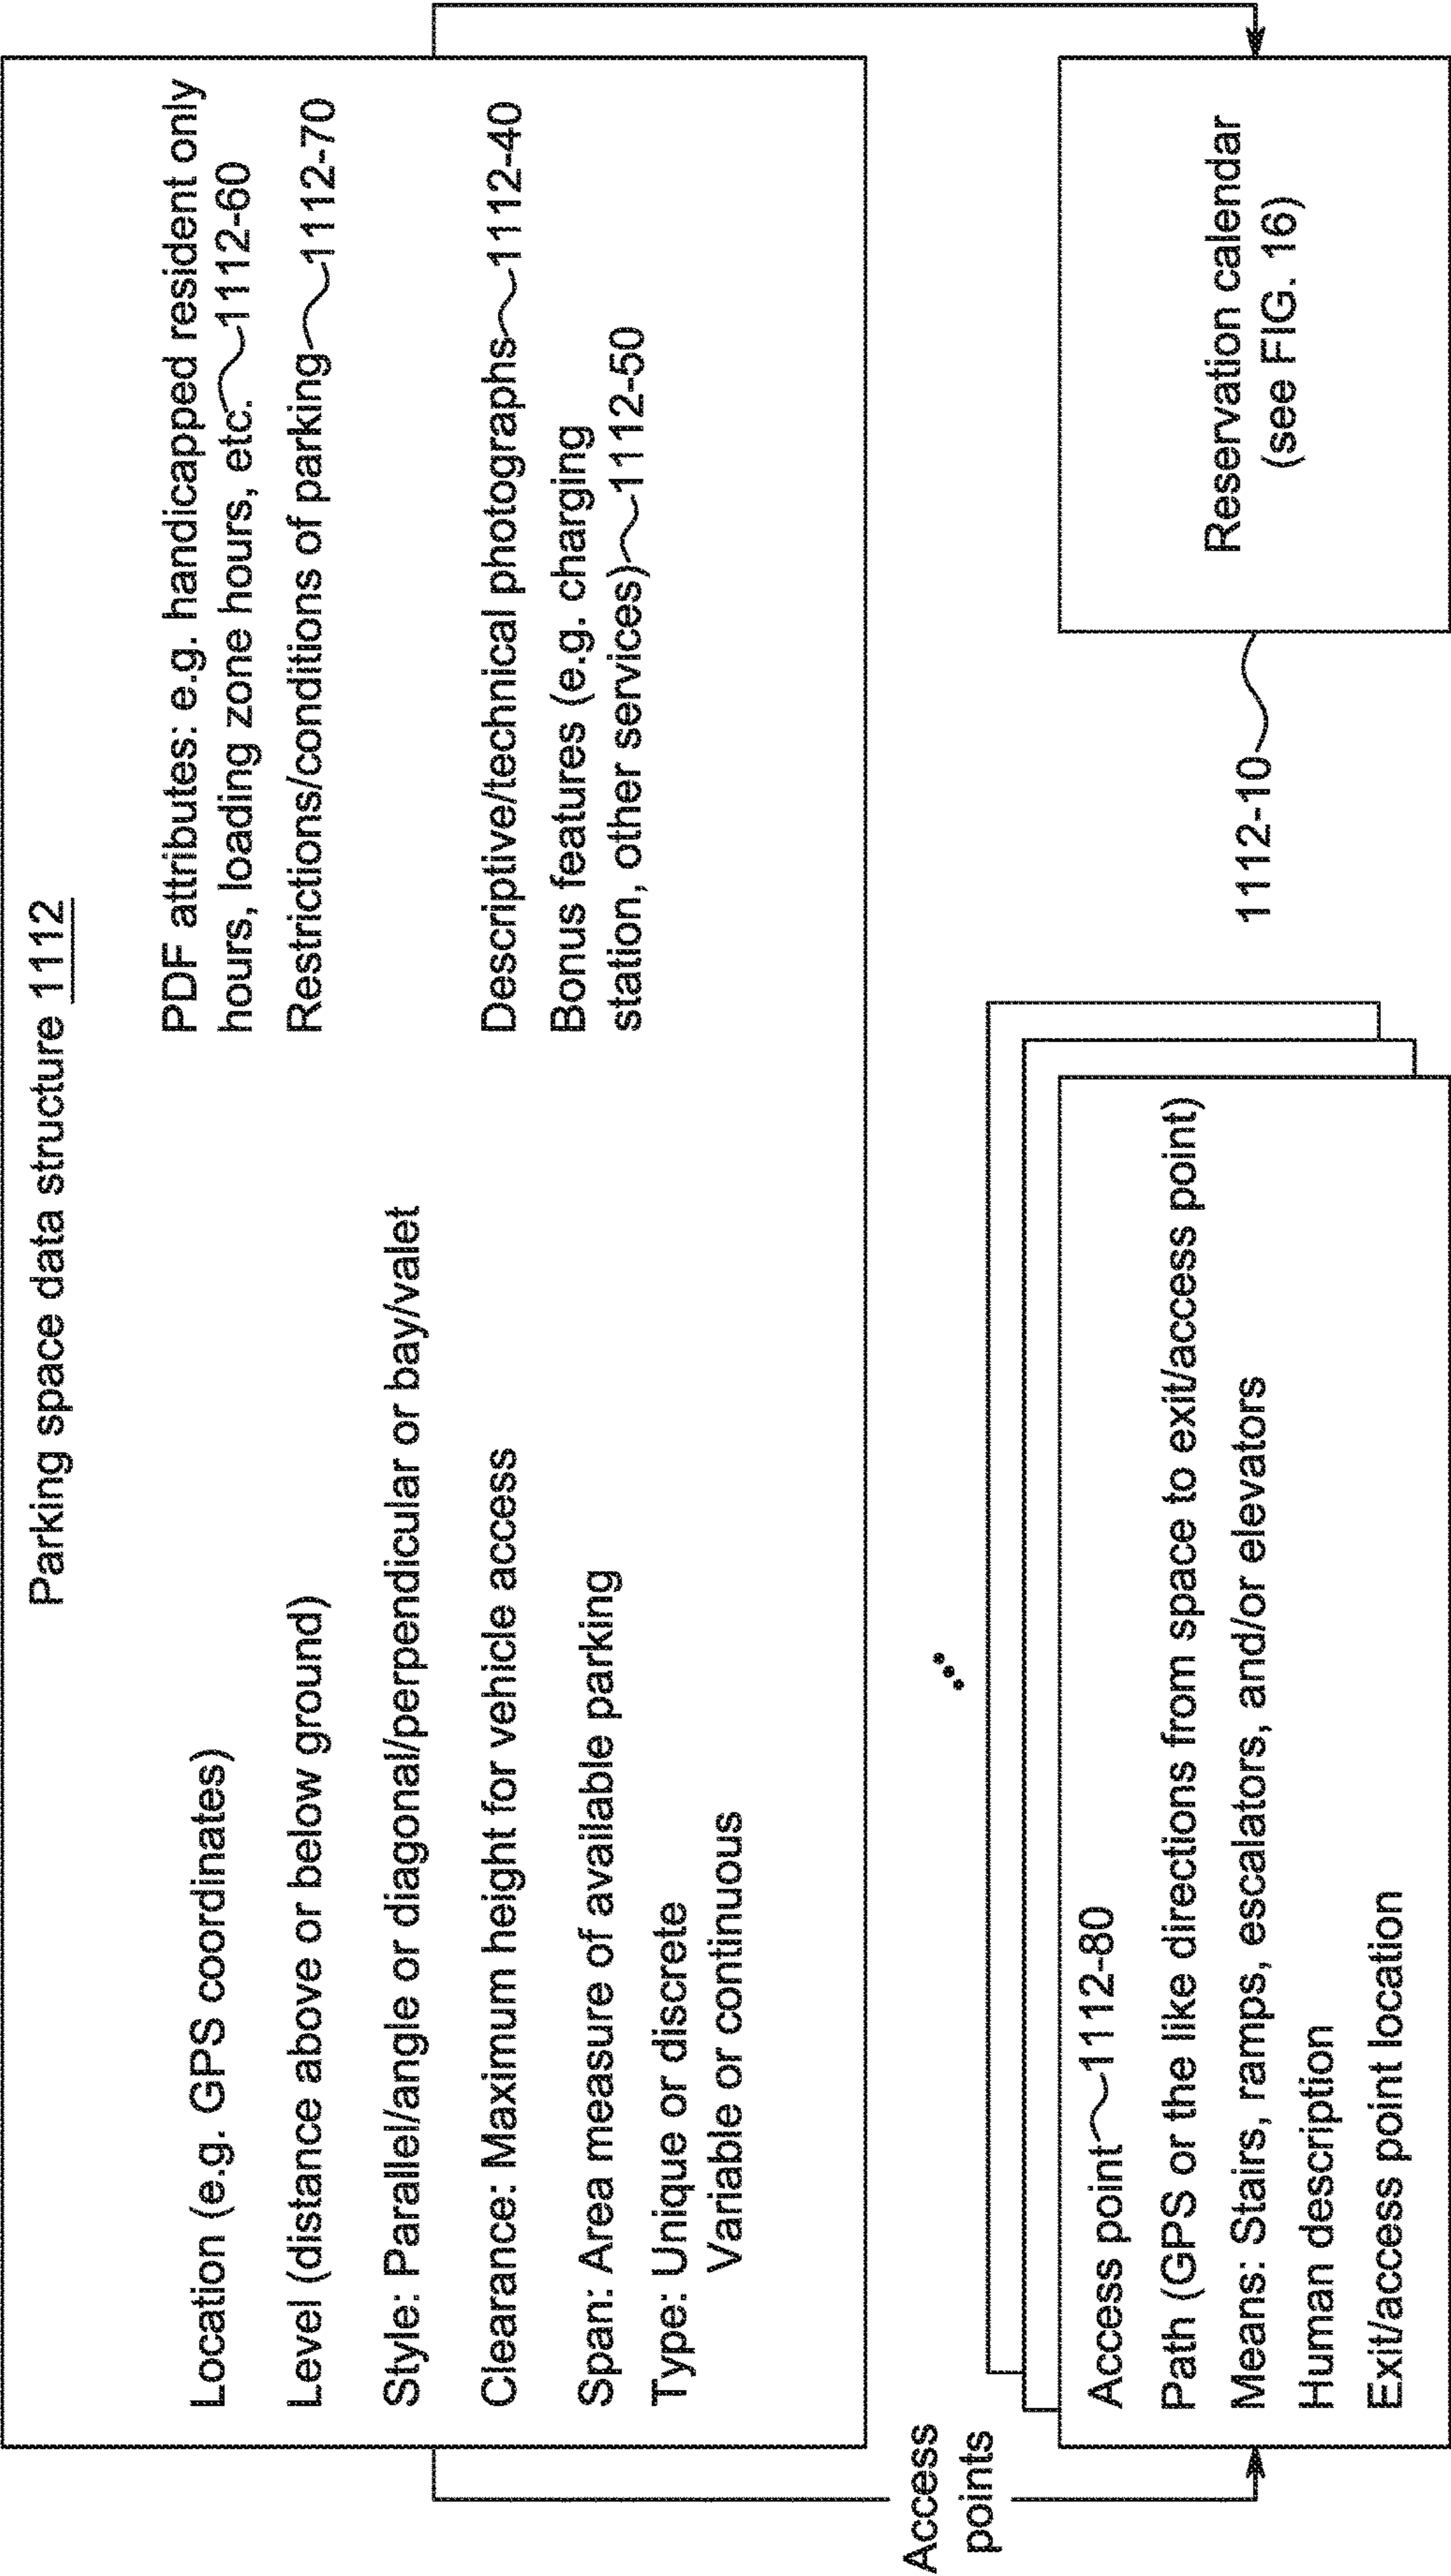 Parking space data structure 1112
Location (e.g. GPS coordinates)
Level (distance above or below ground)
Style: Parallel/angle or diagonal/perpendicular or bay/valet
Clearance: Maximum height for vehicle access
Span: Area measure of available parking
Type: Unique or discrete
Variable or continuous
PDF attributes: e.g. handicapped resident only
hours, loading zone hours, etc. 1112-60
Restrictions/conditions of parking 1112-70
Descriptive/technical photographs 1112-40
Bonus features (e.g. charging
station, other services) 1112-50
Access
points
Access point 1112-80
Path (GPS or the like directions from space to exit/access point)
Means: Stairs, ramps, escalators, and/or elevators
Human description
Exit/access point location
1112-10
Reservation calendar
(see FIG. 16)